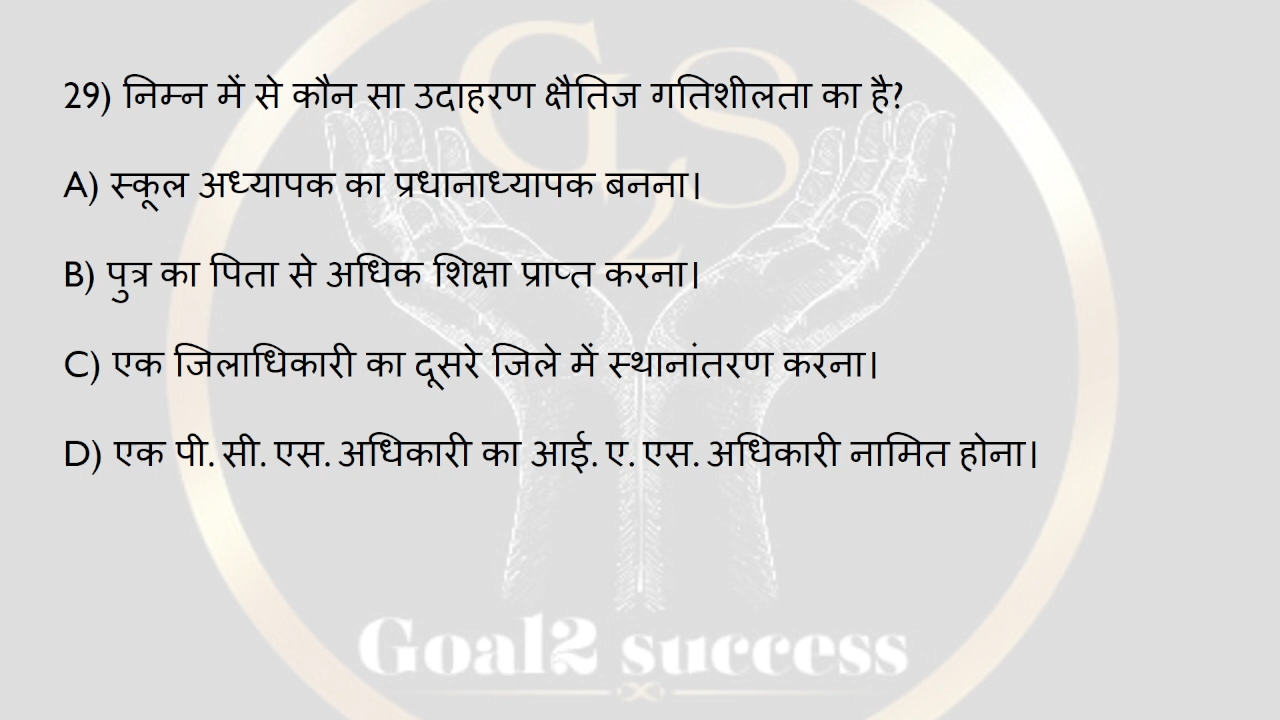 29) निम्न में से कौन सा उदाहरण क्षैतिज गतिशीलता का है?
A) स्कूल अध्यापक का प्रधानाध्यापक बनना।
B) पुत्र का पिता से अधिक शिक्षा प्राप्त करना।
C) एक जिलाधिकारी का दूसरे जिले में स्थानांतरण करना।
D) एक पी. सी. एस. अधिकारी का आई. ए. एस. अधिकारी नामित होना।
G2S
Goal2 success